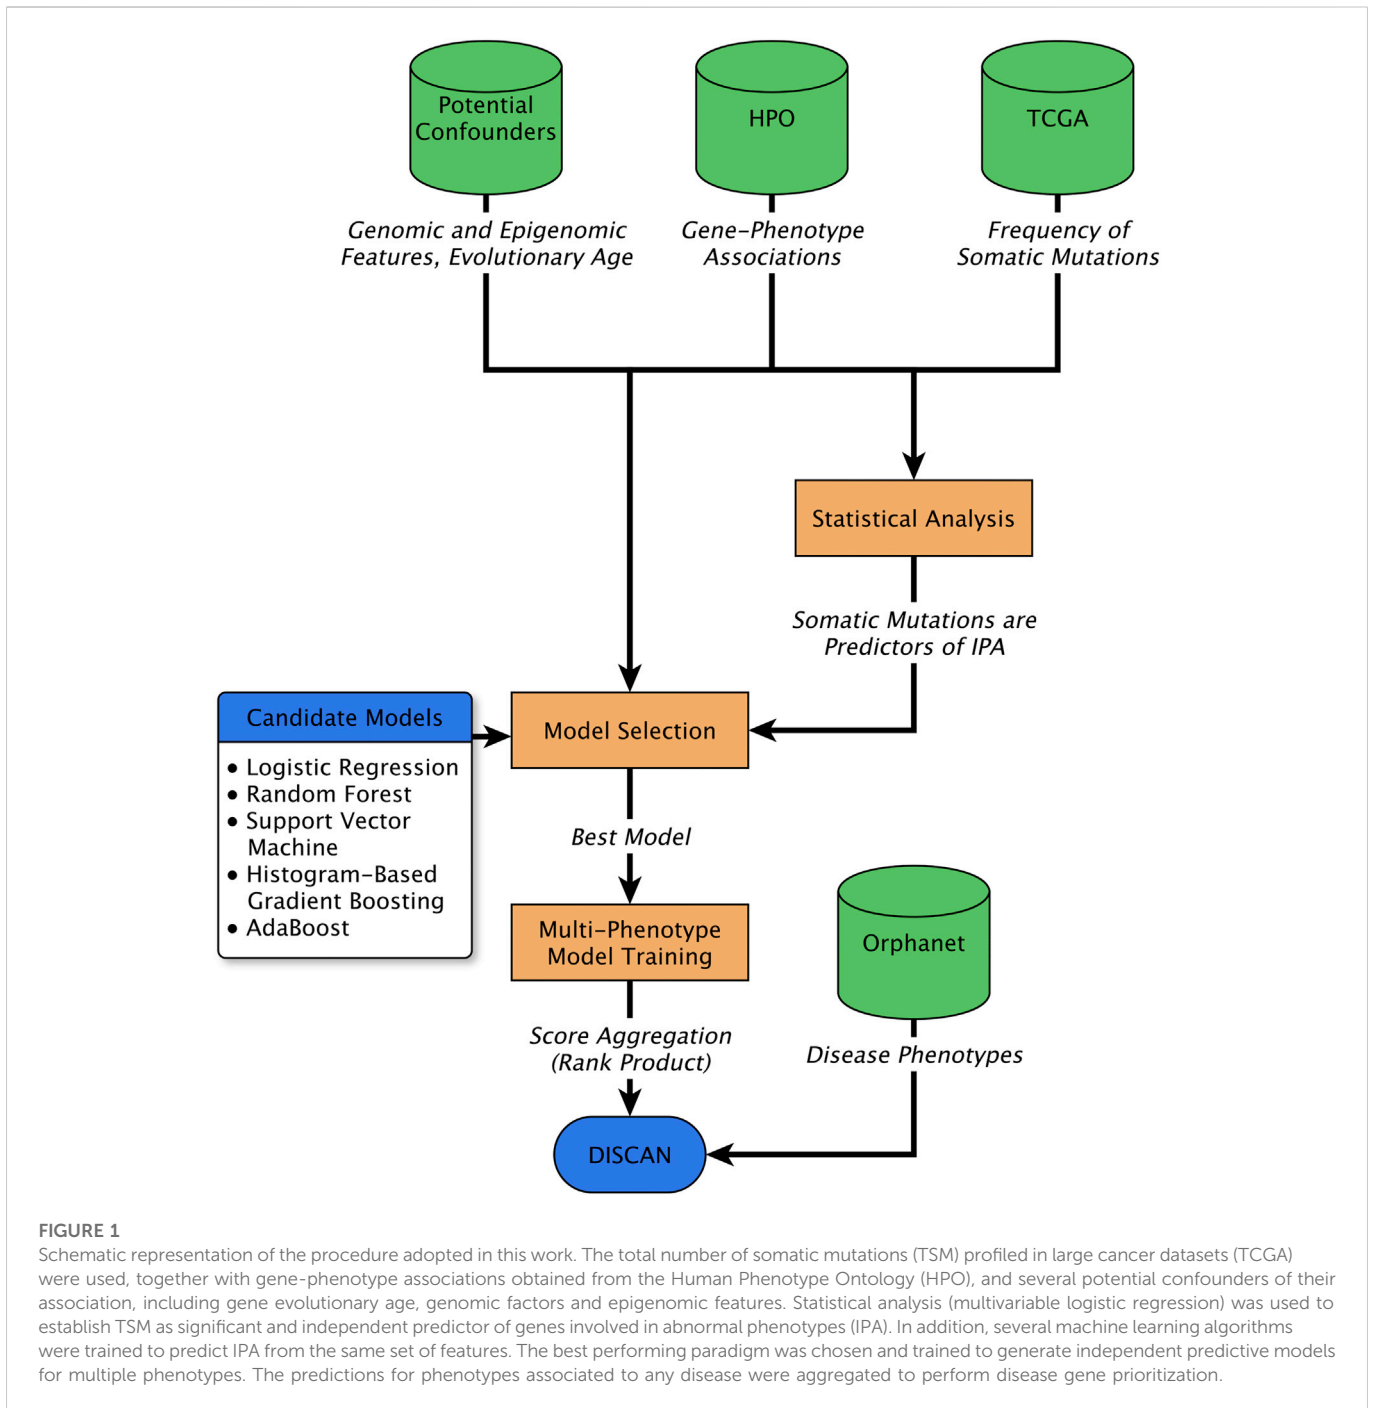 Potential
Confounders
HPO
TCGA
Genomic and Epigenomic
Features, Evolutionary Age
Gene-Phenotype
Associations
Frequency of
Somatic Mutations
Statistical Analysis
Somatic Mutations are
Predictors of IPA
Candidate Models
• Logistic Regression
• Random Forest
• Support Vector
Machine
• Histogram-Based
Gradient Boosting
• AdaBoost
Model Selection
Best Model
Multi-Phenotype
Model Training
Orphanet
Score Aggregation
(Rank Product)
Disease Phenotypes
DISCAN
FIGURE 1
Schematic representation of the procedure adopted in this work. The total number of somatic mutations (TSM) profiled in large cancer datasets (TCGA)
were used, together with gene-phenotype associations obtained from the Human Phenotype Ontology (HPO), and several potential confounders of their
association, including gene evolutionary age, genomic factors and epigenomic features. Statistical analysis (multivariable logistic regression) was used to
establish TSM as significant and independent predictor of genes involved in abnormal phenotypes (IPA). In addition, several machine learning algorithms
were trained to predict IPA from the same set of features. The best performing paradigm was chosen and trained to generate independent predictive models
for multiple phenotypes. The predictions for phenotypes associated to any disease were aggregated to perform disease gene prioritization.